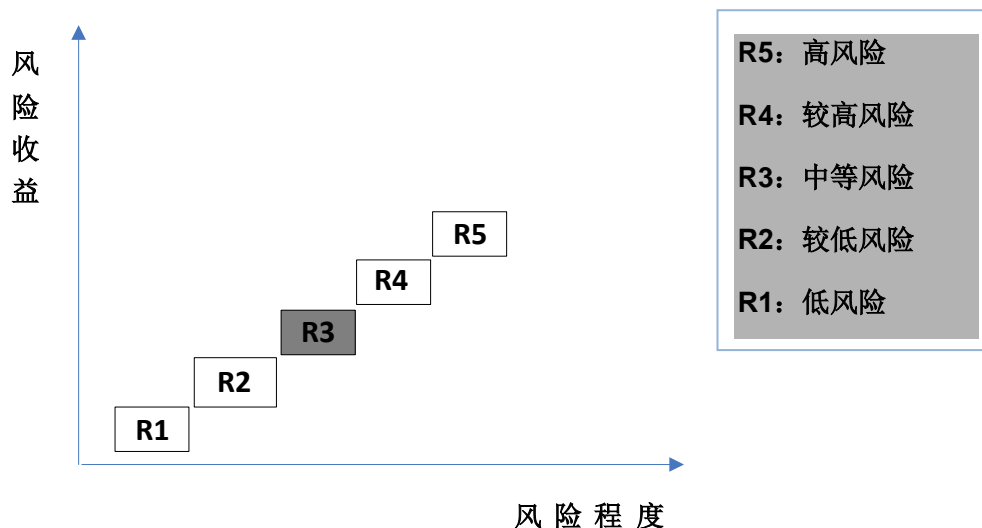 风险收益
R5
R4
R3
R2
R1
风险程度
R5：高风险
R4：较高风险
R3：中等风险
R2：较低风险
R1：低风险